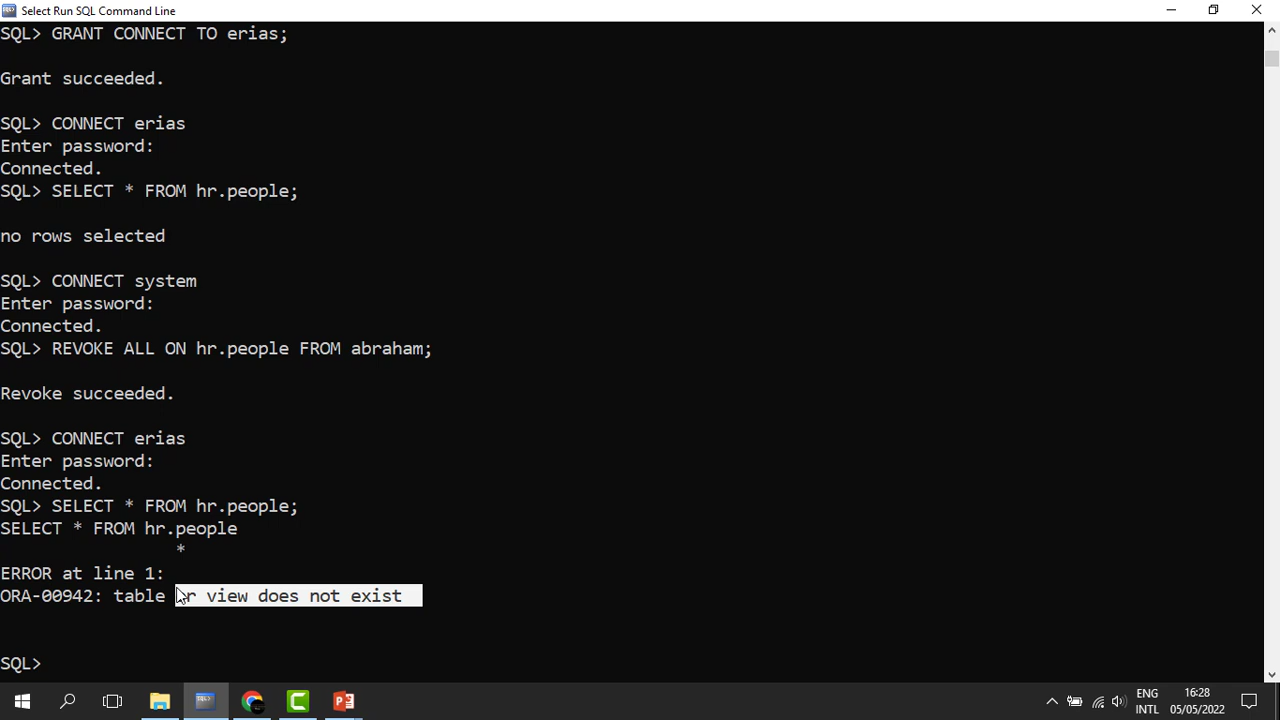 Select Run SQL Command Line
SQL> GRANT CONNECT TO erias;
Grant succeeded.
SQL> CONNECT erias
Enter password:
Connected.
SQL> SELECT * FROM hr.people;
no rows selected
SQL> CONNECT system
Enter password:
Connected.
SQL> REVOKE ALL ON hr.people FROM abraham;
Revoke succeeded.
SQL> CONNECT erias
Enter password:
Connected.
SQL> SELECT * FROM hr.people;
SELECT * FROM hr.people
*
ERROR at line 1:
ORA-00942: table or view does not exist
SQL>
ENG 16:28
INTL 05/05/2022